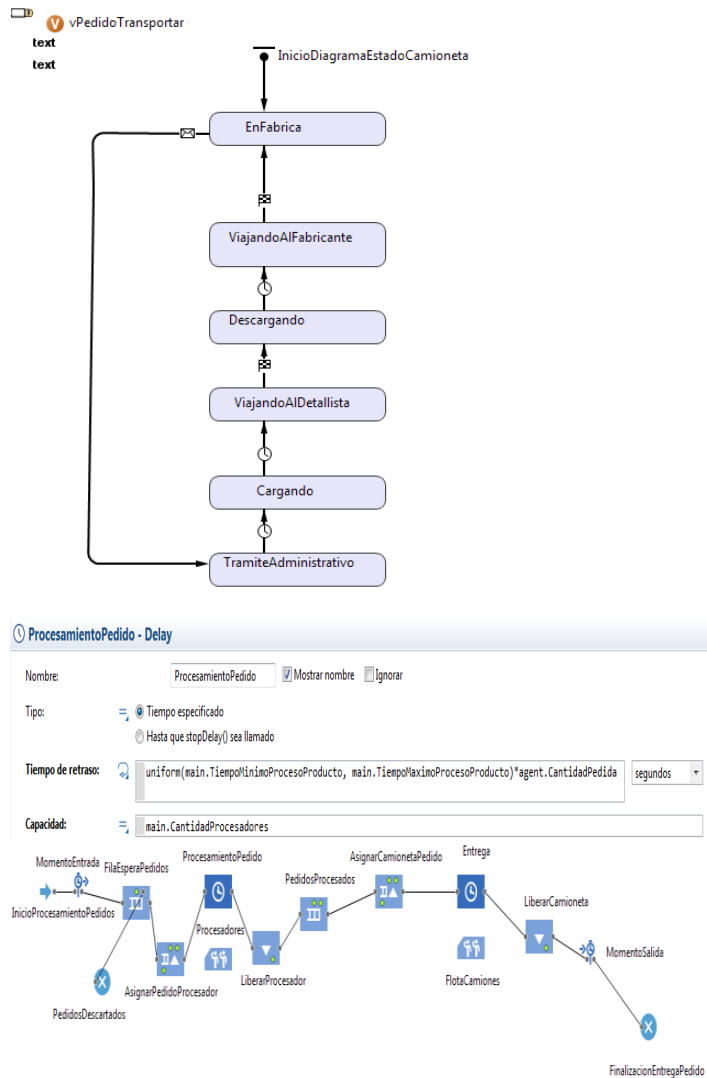 vPedidoTransportar
text
text
InicioDiagramaEstadoCamioneta
EnFabrica
ViajandoAlFabricante
Descargando
ViajandoAlDetallista
Cargando
TramiteAdministrativo
ProcesamientoPedido - Delay
Nombre: ProcesamientoPedido Mostrar nombre Ignorar
Tipo: Tiempo especificado
Hasta que stopDelay() sea llamado
Tiempo de retraso: uniform(main.TiempoMinimoProcesoProducto, main.TiempoMaximoProcesoProducto)*agent.CantidadPedida segundos
Capacidad: main.CantidadProcesadores
MomentoEntrada FilaEsperaPedidos ProcesamientoPedido AsignarCamionetaPedido Entrega
PedidosProcesados
InicioProcesamientoPedidos LiberarCamioneta
Procesadores
MomentoSalida
AsignarPedidoProcesador LiberarProcesador FlotaCamiones
PedidosDescartados
FinalizacionEntregaPedido